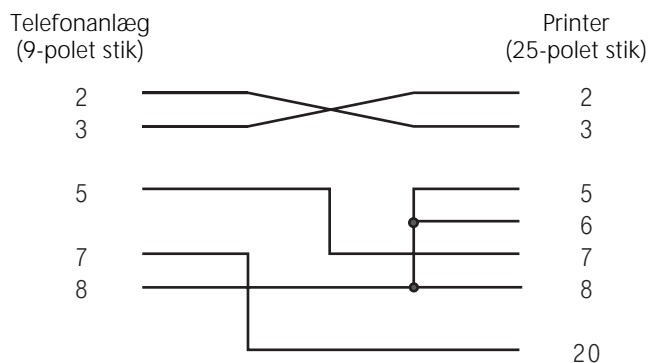 Telefonanlæg
(9-polet stik)
Printer
(25-polet stik)
2 2
3 3
5 5
6
7 7
8 8
20